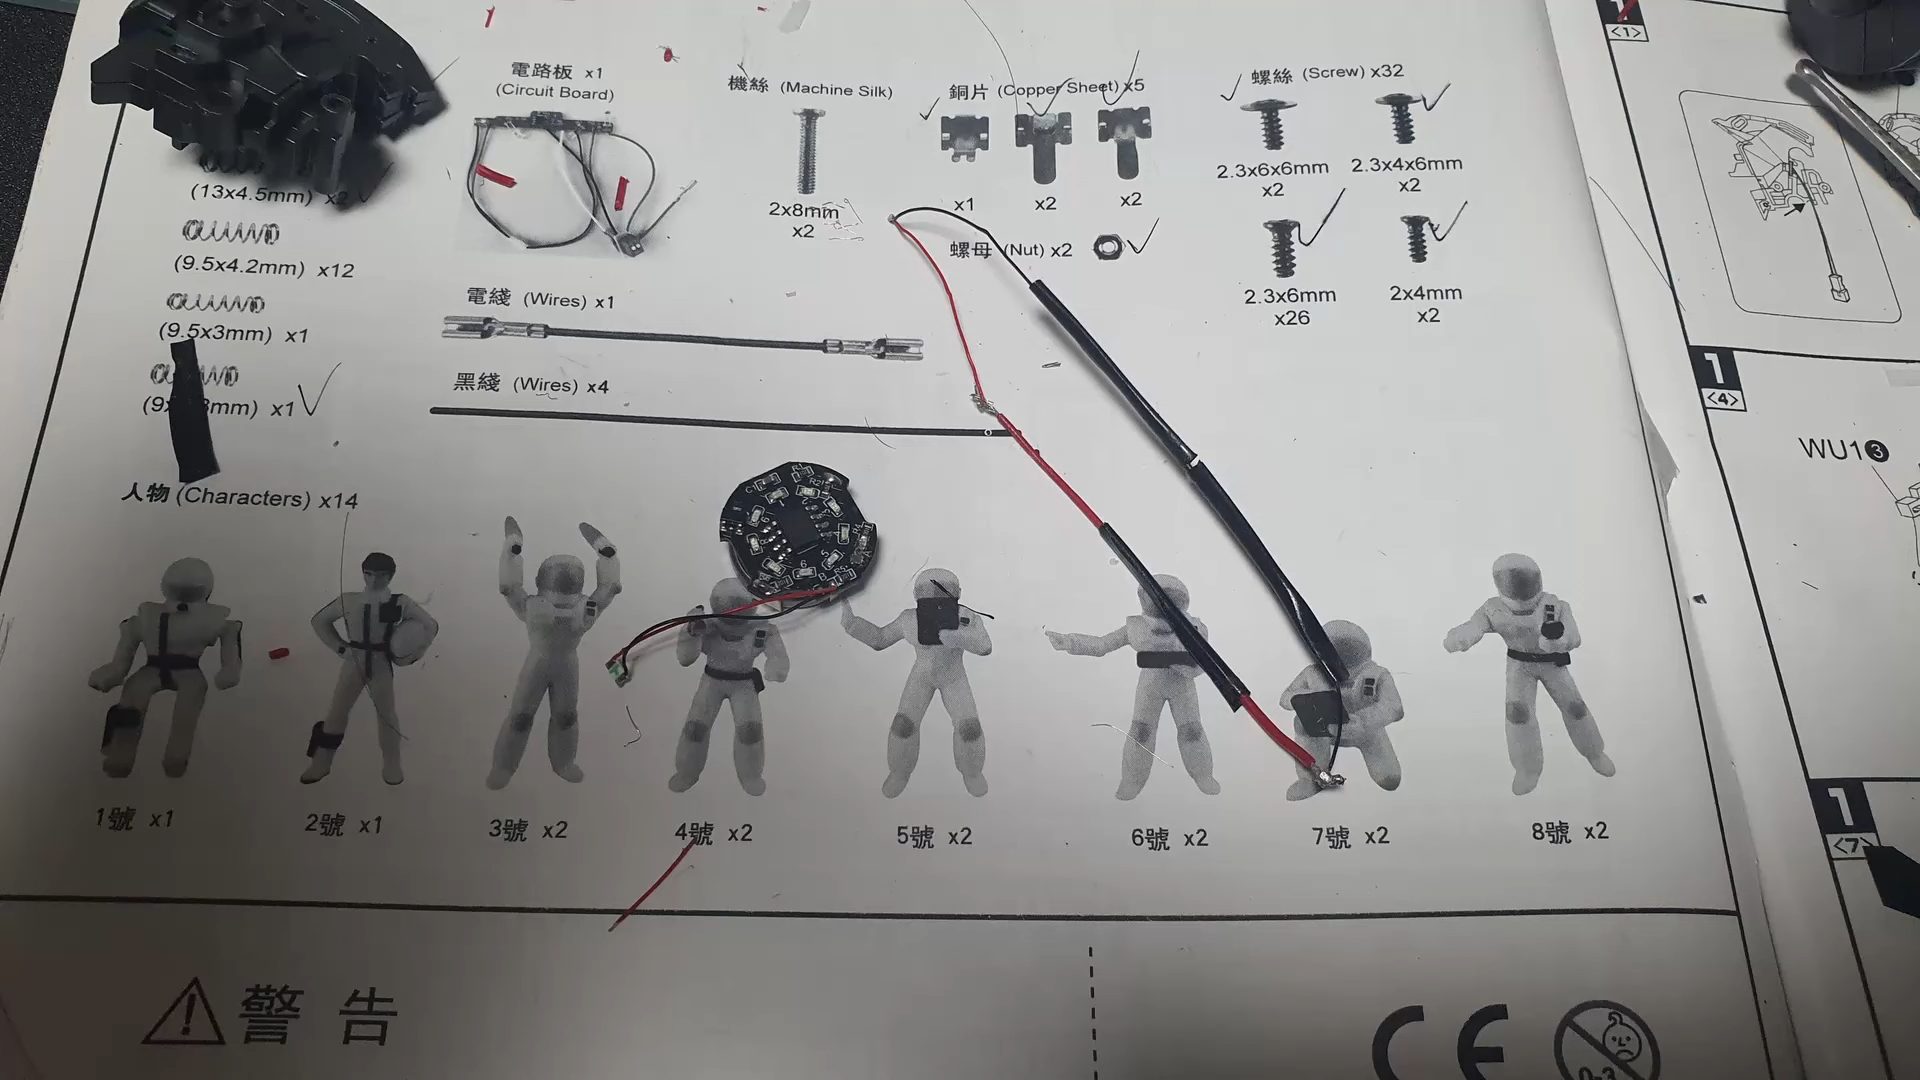 電路板 x1
(Circuit Board)
機絲 (Machine Silk)
2x8mm
x2
銅片 (Copper Sheet) x5
x1
x2
x2
螺母 (Nut) x2
螺絲 (Screw) x32
2.3x6x6mm
x2
2.3x4x6mm
x2
2.3x6mm
x26
2x4mm
x2
(13x4.5mm) x2
(9.5x4.2mm) x12
(9.5x3mm) x1
mm) x1
電綫 (Wires) x1
黑綫 (Wires) x4
人物 (Characters) x14
1號 x1
2號 x1
3號 x2
4號 x2
5號 x2
6號 x2
7號 x2
8號 x2
警告
CE
0-3
1
<1>
1
<4>
WU1❸
1
<7>